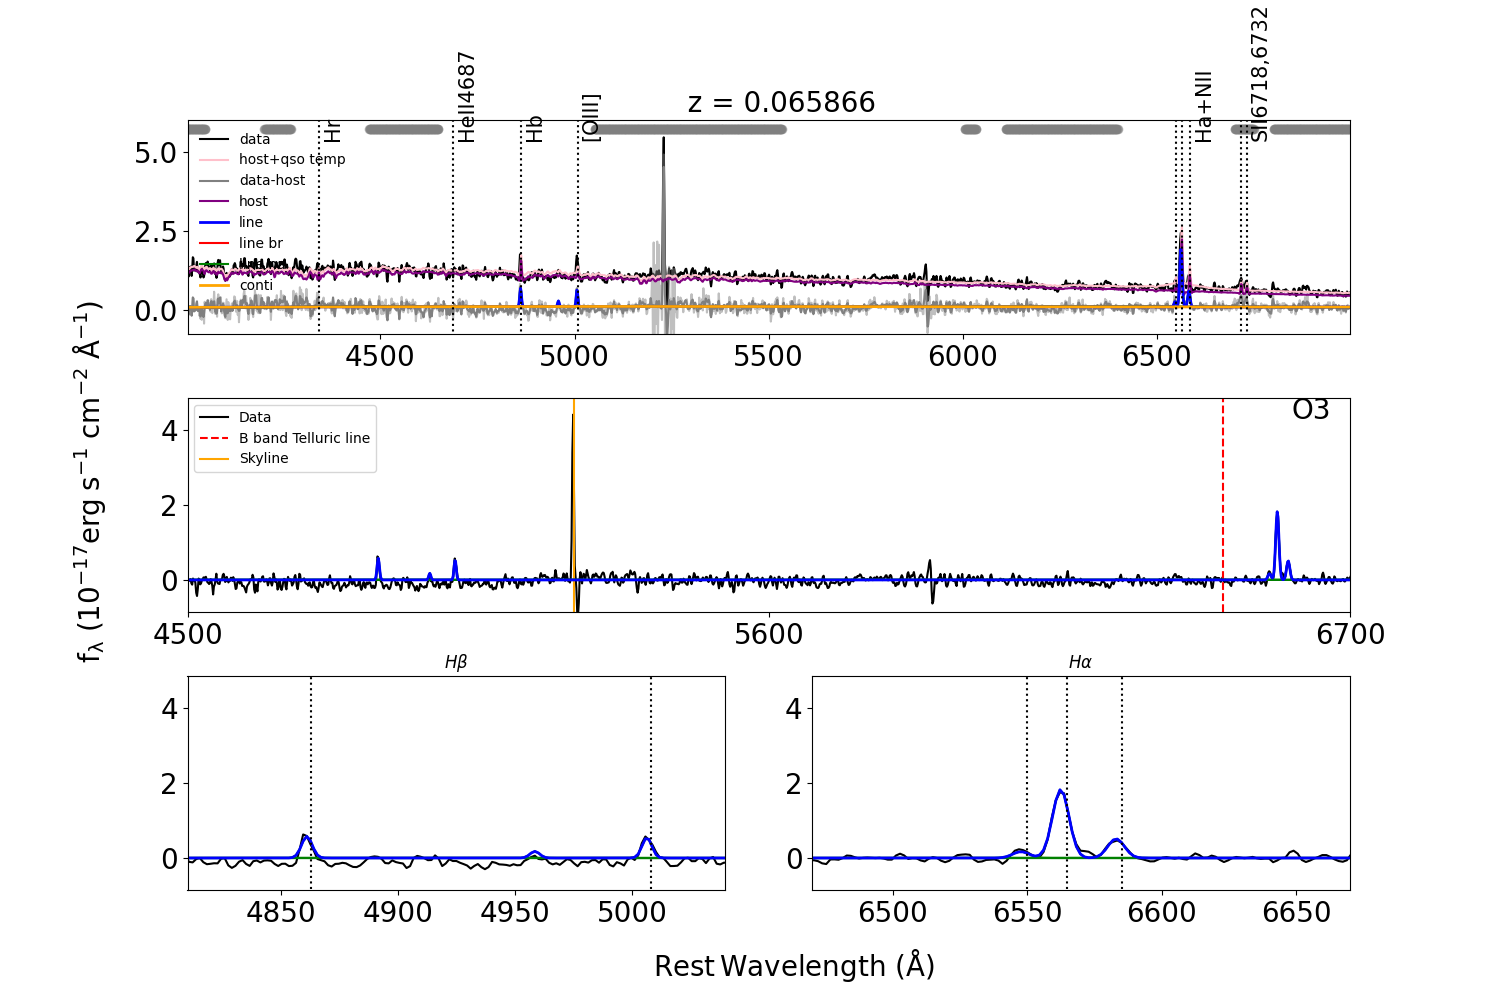 z = 0.065866
Hr
HeII4687
Hb
[OIII]
Ha+NII
SII6718,6732
data
host+qso temp
data-host
host
line
line br
conti
5.0
2.5
0.0
4500
5000
5500
6000
6500
O3
Data
B band Telluric line
Skyline
4
2
0
4500
5600
6700
fλ (10⁻¹⁷erg s⁻¹ cm⁻² Å⁻¹)
Hβ
4
2
0
4850
4900
4950
5000
Hα
4
2
0
6500
6550
6600
6650
Rest Wavelength (Å)